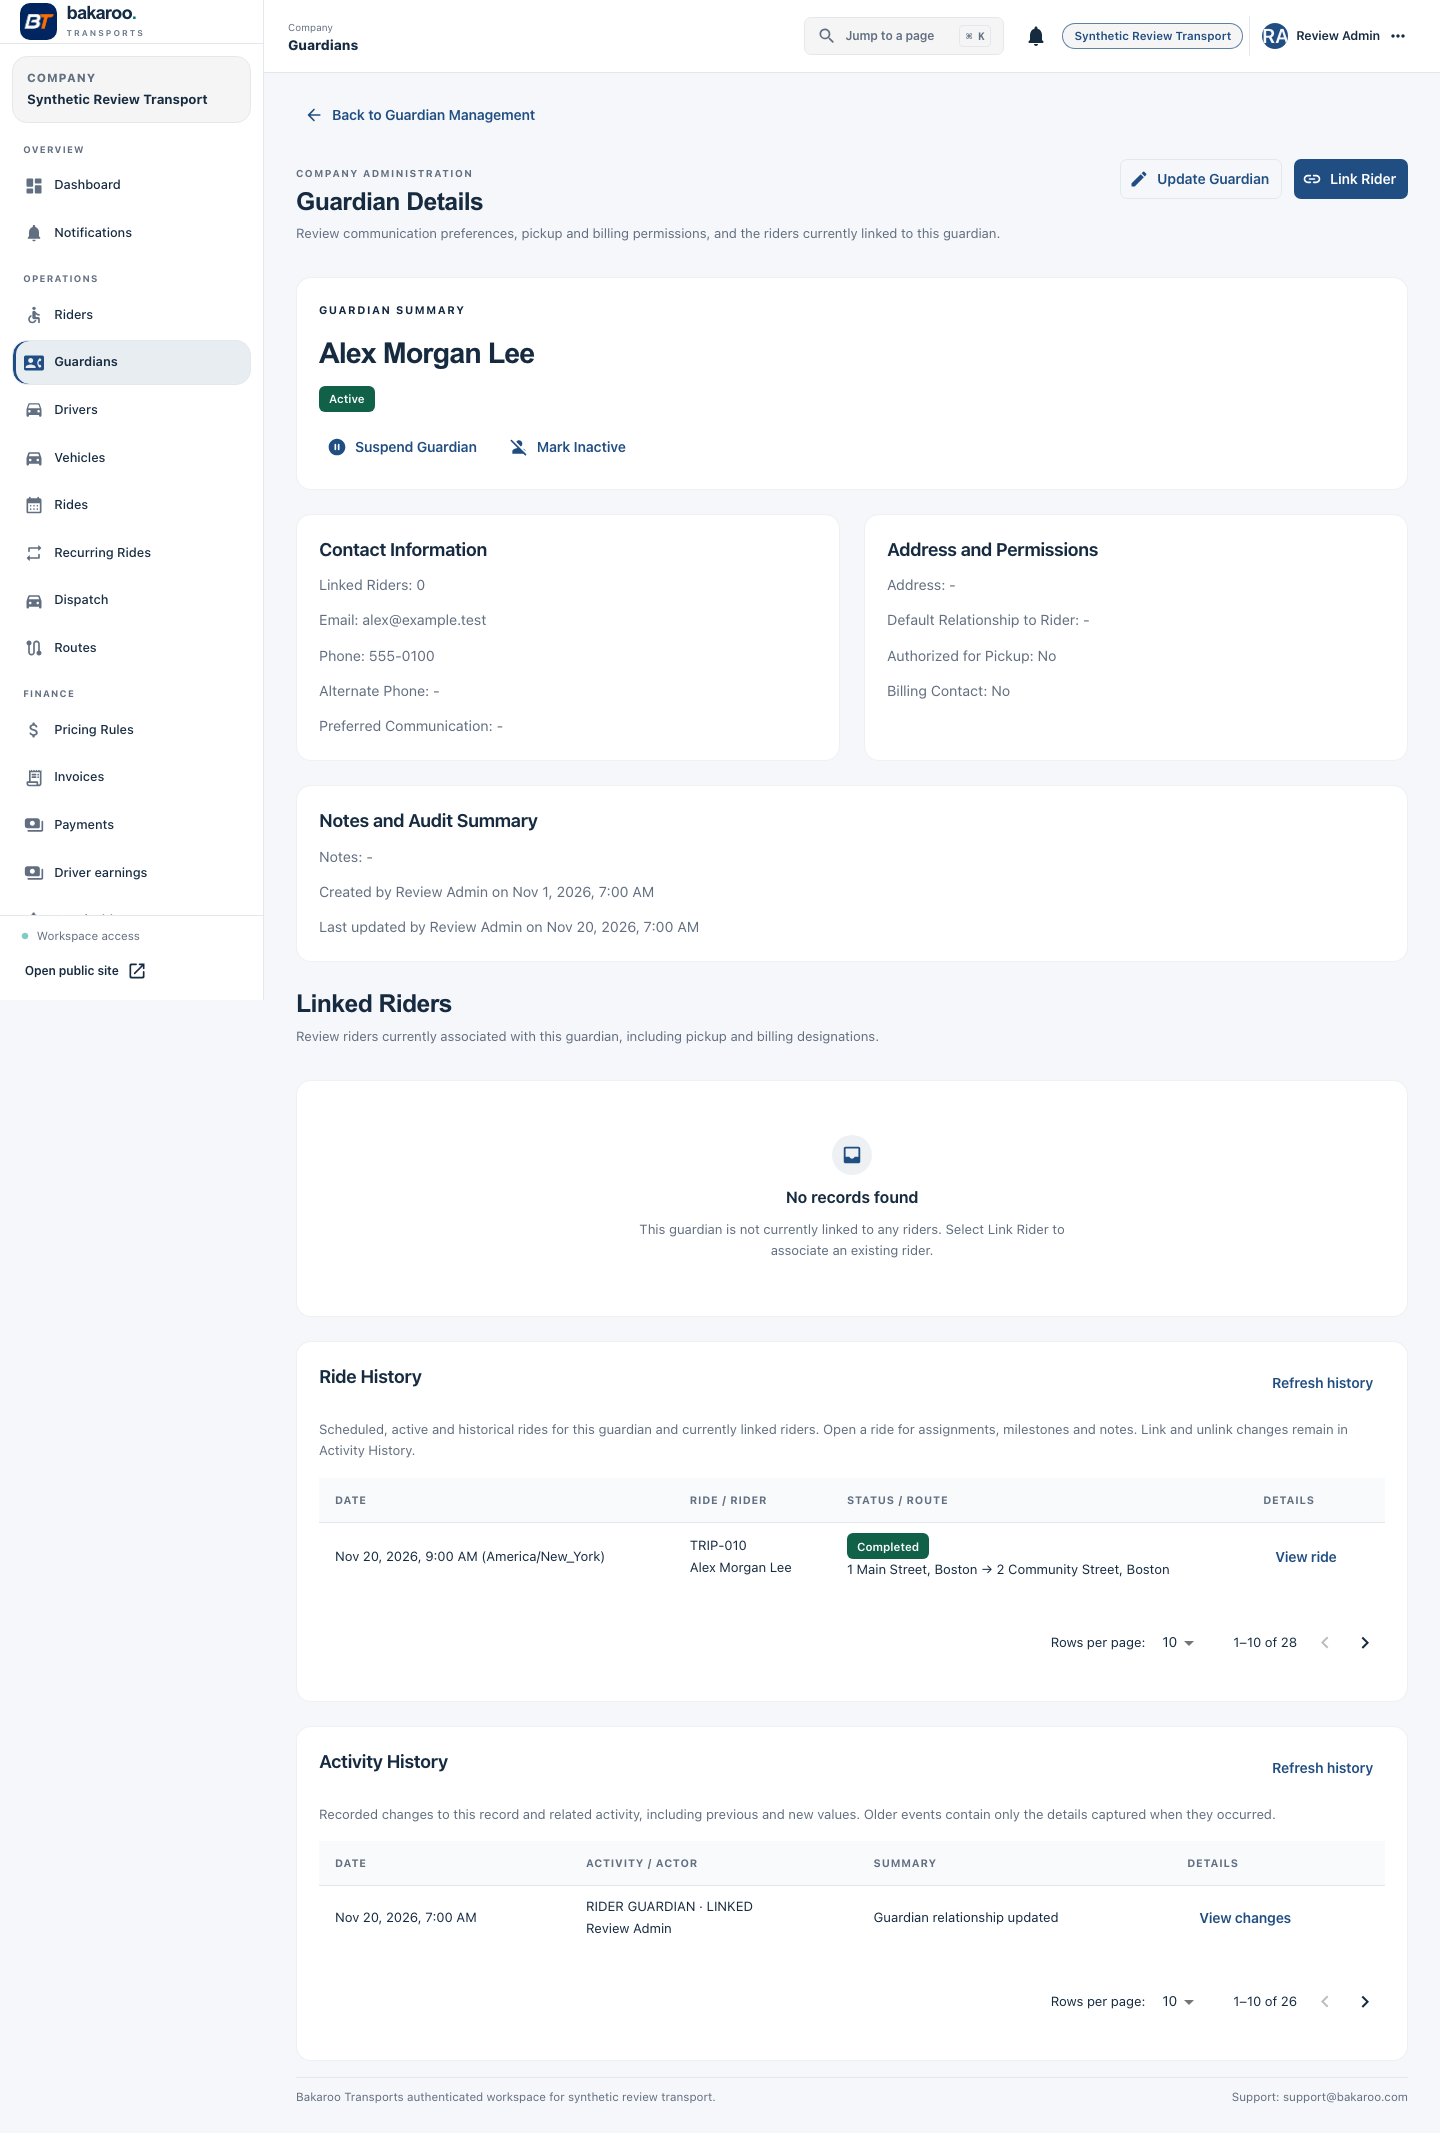 BT
bakaroo.
TRANSPORTS
COMPANY
Synthetic Review Transport
OVERVIEW
Dashboard
Notifications
OPERATIONS
Riders
Guardians
Drivers
Vehicles
Rides
Recurring Rides
Dispatch
Routes
FINANCE
Pricing Rules
Invoices
Payments
Driver earnings
Workspace access
Open public site
Company
Guardians
Jump to a page
⌘ K
Synthetic Review Transport
RA
Review Admin
Back to Guardian Management
COMPANY ADMINISTRATION
Guardian Details
Review communication preferences, pickup and billing permissions, and the riders currently linked to this guardian.
Update Guardian
Link Rider
GUARDIAN SUMMARY
Alex Morgan Lee
Active
Suspend Guardian
Mark Inactive
Contact Information
Linked Riders: 0
Email: alex@example.test
Phone: 555-0100
Alternate Phone: -
Preferred Communication: -
Address and Permissions
Address: -
Default Relationship to Rider: -
Authorized for Pickup: No
Billing Contact: No
Notes and Audit Summary
Notes: -
Created by Review Admin on Nov 1, 2026, 7:00 AM
Last updated by Review Admin on Nov 20, 2026, 7:00 AM
Linked Riders
Review riders currently associated with this guardian, including pickup and billing designations.
No records found
This guardian is not currently linked to any riders. Select Link Rider to
associate an existing rider.
Ride History
Refresh history
Scheduled, active and historical rides for this guardian and currently linked riders. Open a ride for assignments, milestones and notes. Link and unlink changes remain in
Activity History.
DATE
RIDE / RIDER
STATUS / ROUTE
DETAILS
Nov 20, 2026, 9:00 AM (America/New_York)
TRIP-010
Alex Morgan Lee
Completed
1 Main Street, Boston → 2 Community Street, Boston
View ride
Rows per page: 10
1–10 of 28
Activity History
Refresh history
Recorded changes to this record and related activity, including previous and new values. Older events contain only the details captured when they occurred.
DATE
ACTIVITY / ACTOR
SUMMARY
DETAILS
Nov 20, 2026, 7:00 AM
RIDER GUARDIAN · LINKED
Review Admin
Guardian relationship updated
View changes
Rows per page: 10
1–10 of 26
Bakaroo Transports authenticated workspace for synthetic review transport.
Support: support@bakaroo.com